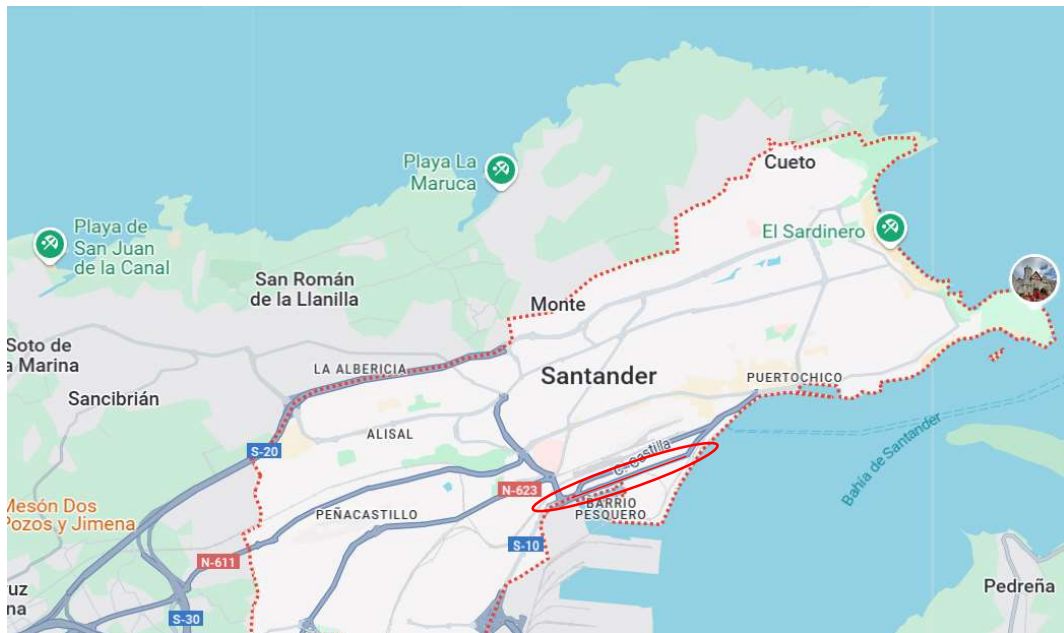 Cueto
Playa La
Maruca
El Sardinero
Playa de
San Juan
de la Canal
San Román
de la Llanilla
Monte
Soto de
a Marina
LA ALBERICIA
Santander
PUERTOCHICO
Sancibrián
ALISAL
S-20
C. Castilla
Bahía de Santander
N-623
Mesón Dos
Pozos y Jimena
PEÑACASTILLO
BARRIO
PESQUERO
S-10
N-611
Pedreña
uz
na
S-30